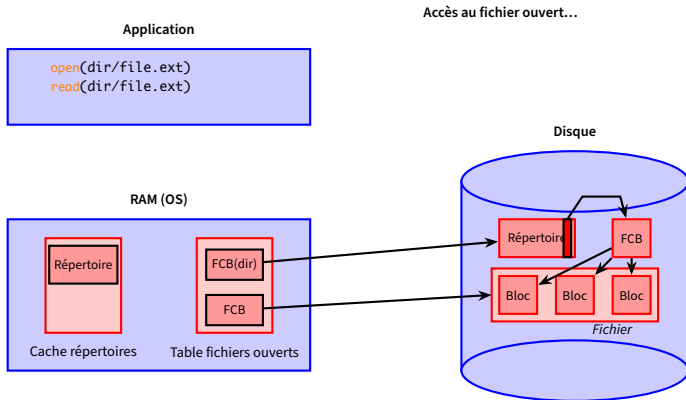 Accès au fichier ouvert…
Application
open(dir/file.ext)
read(dir/file.ext)
Disque
RAM (OS)
Répertoire
Cache répertoires
FCB(dir)
FCB
Table fichiers ouverts
Répertoire
FCB
Bloc
Bloc
Bloc
Fichier